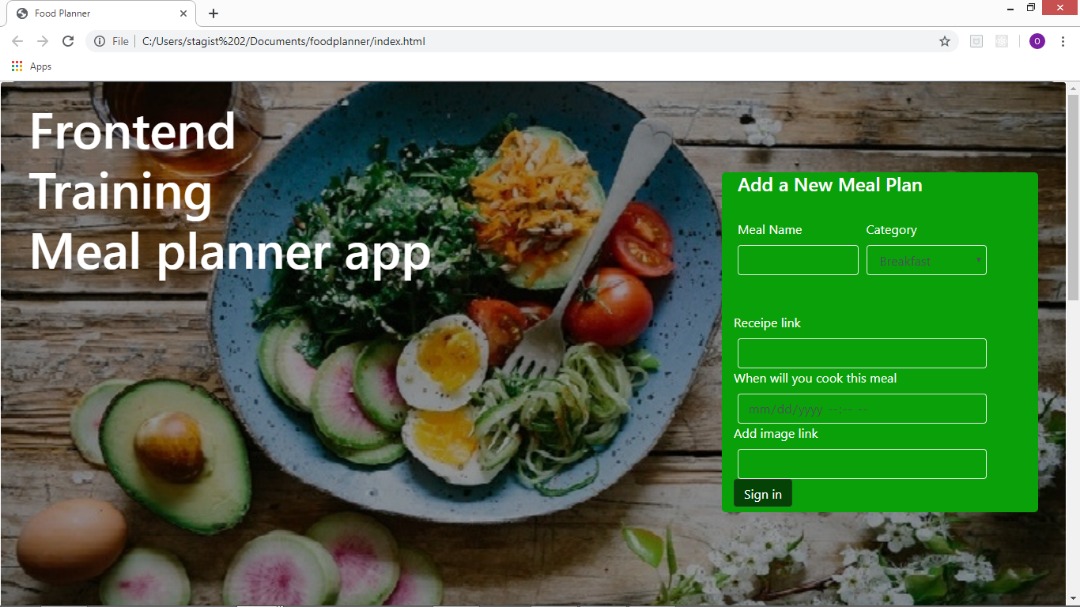 Food Planner
File C:/Users/stagist%202/Documents/foodplanner/index.html
O
Apps
Frontend
Training
Meal planner app
Add a New Meal Plan
Meal Name Category
Breakfast
Receipe link
When will you cook this meal
mm/dd/yyyy --:-- --
Add image link
Sign in